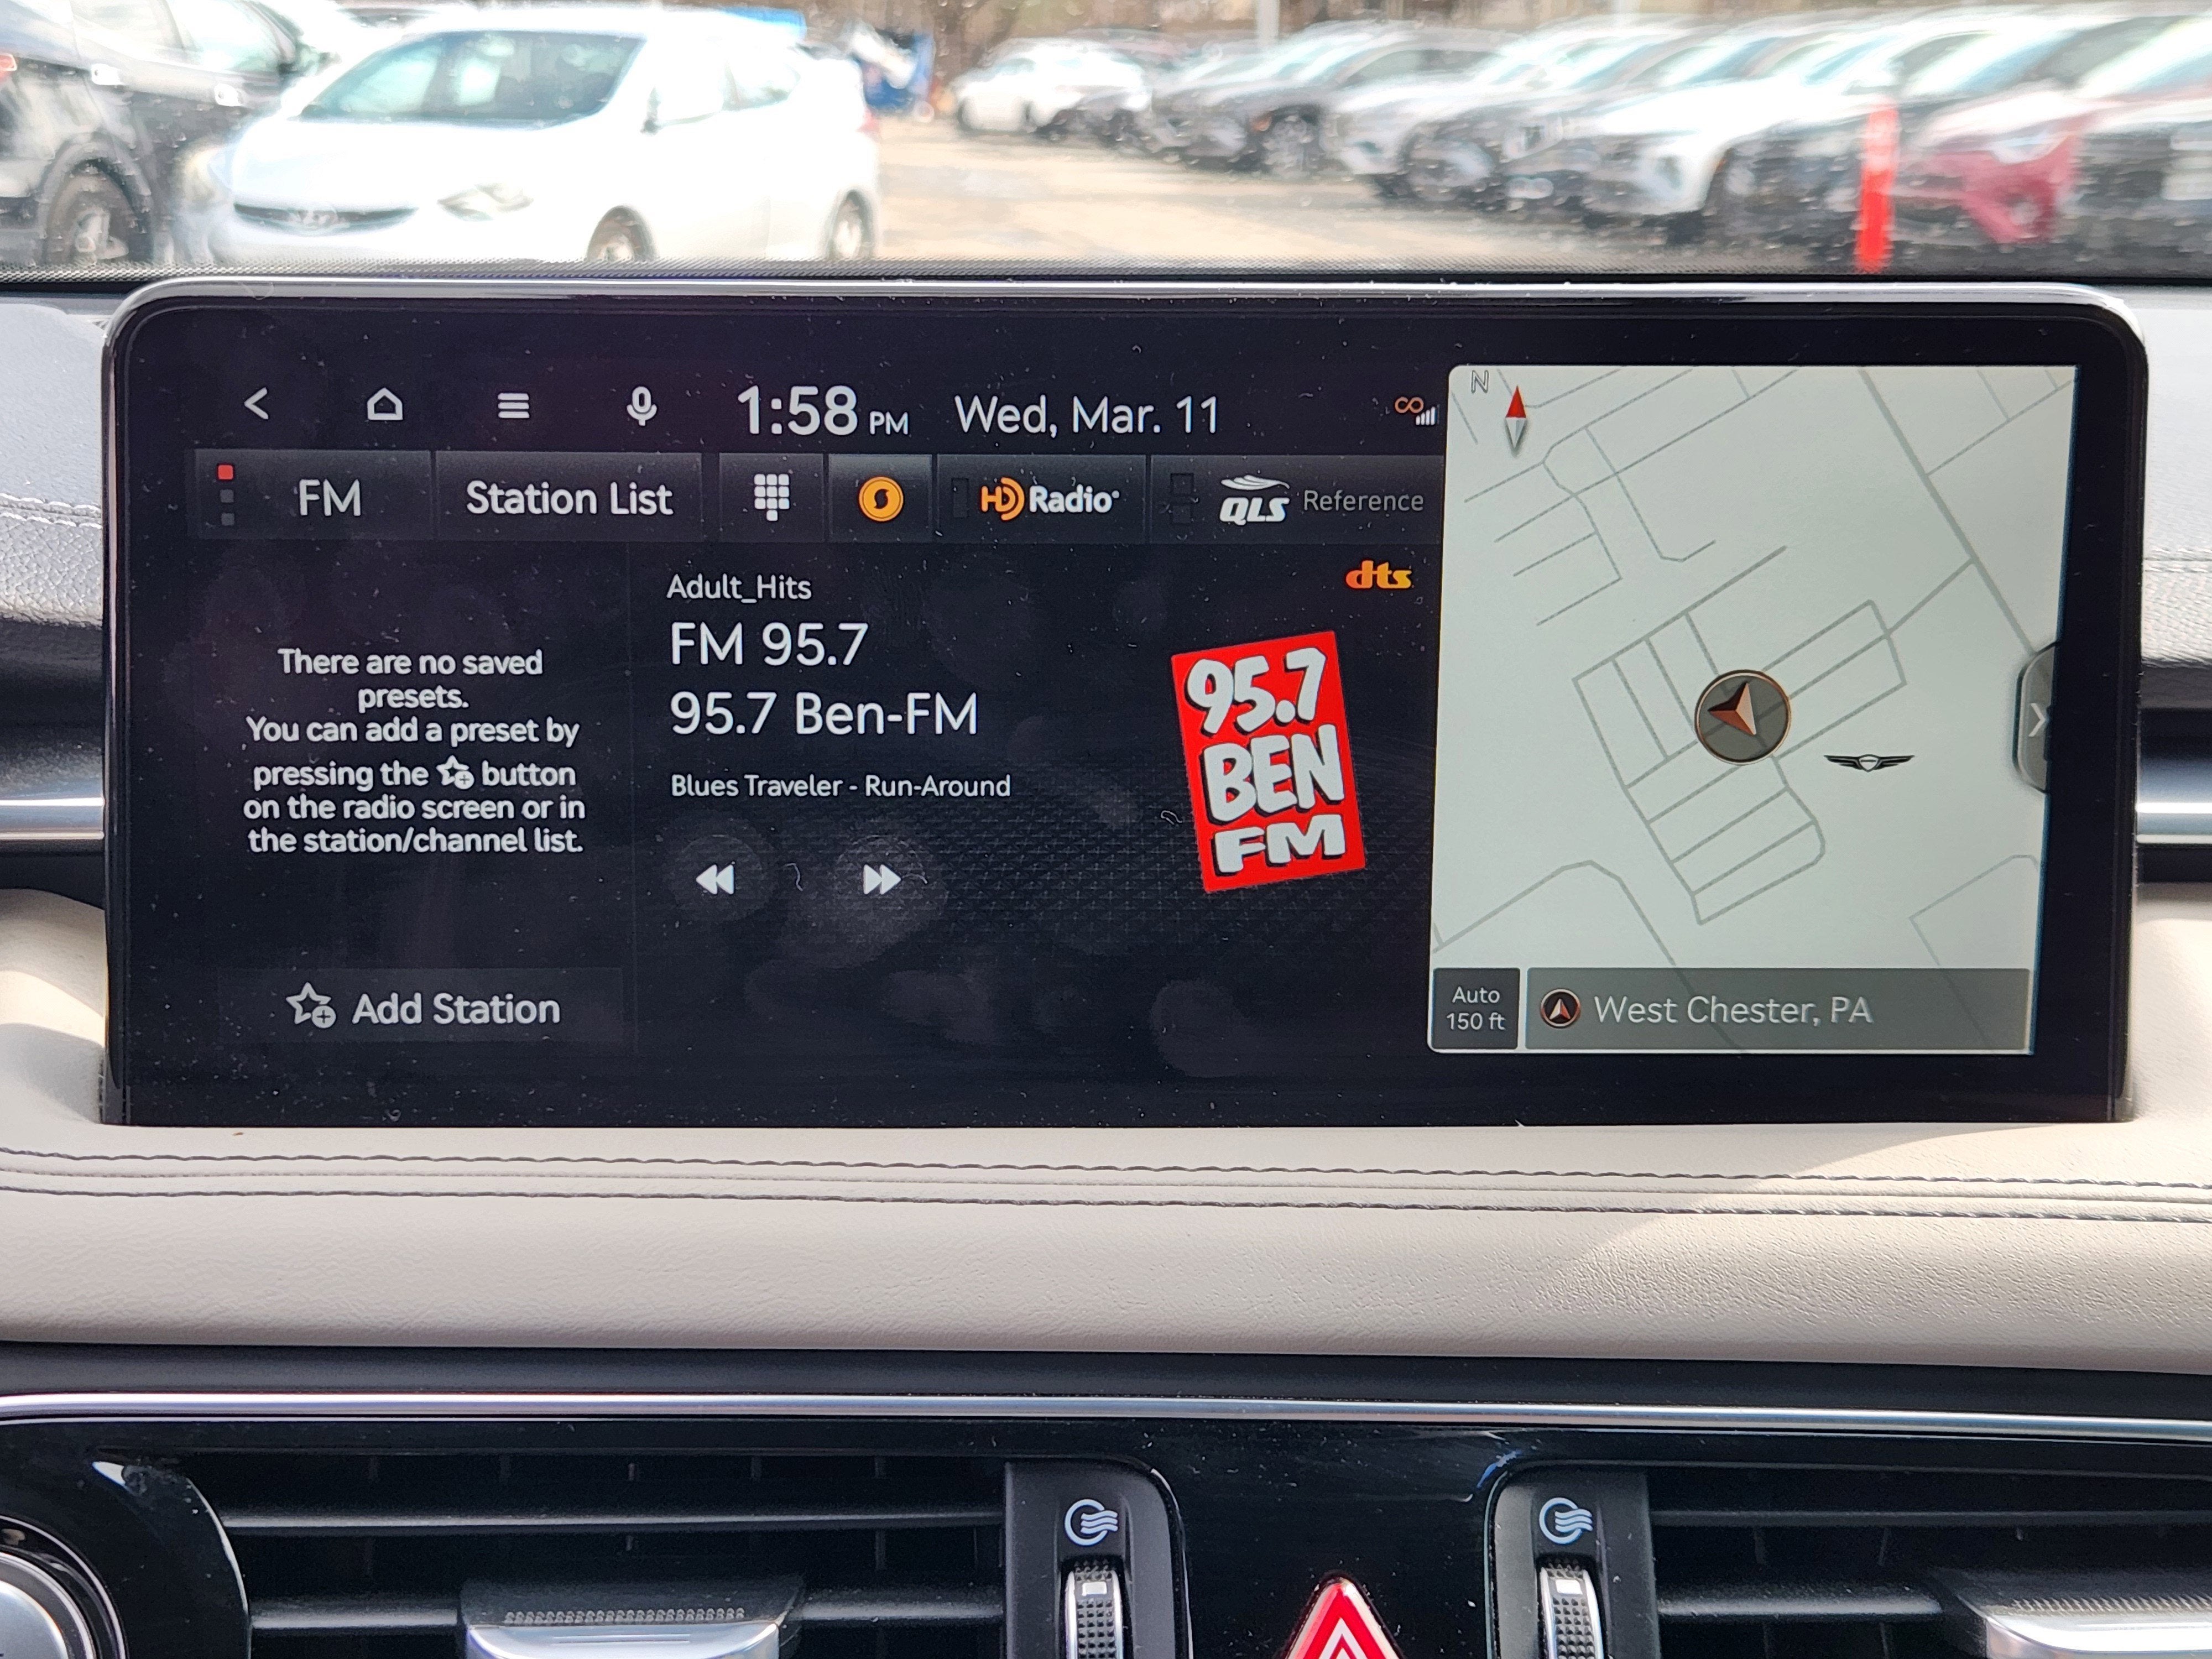 1:58 PM Wed, Mar. 11
FM Station List HD Radio QLS Reference
dts
There are no saved
presets.
You can add a preset by
pressing the button
on the radio screen or in
the station/channel list.
Add Station
Adult_Hits
FM 95.7
95.7 Ben-FM
Blues Traveler - Run-Around
95.7
BEN
FM
N
Auto
150 ft
West Chester, PA